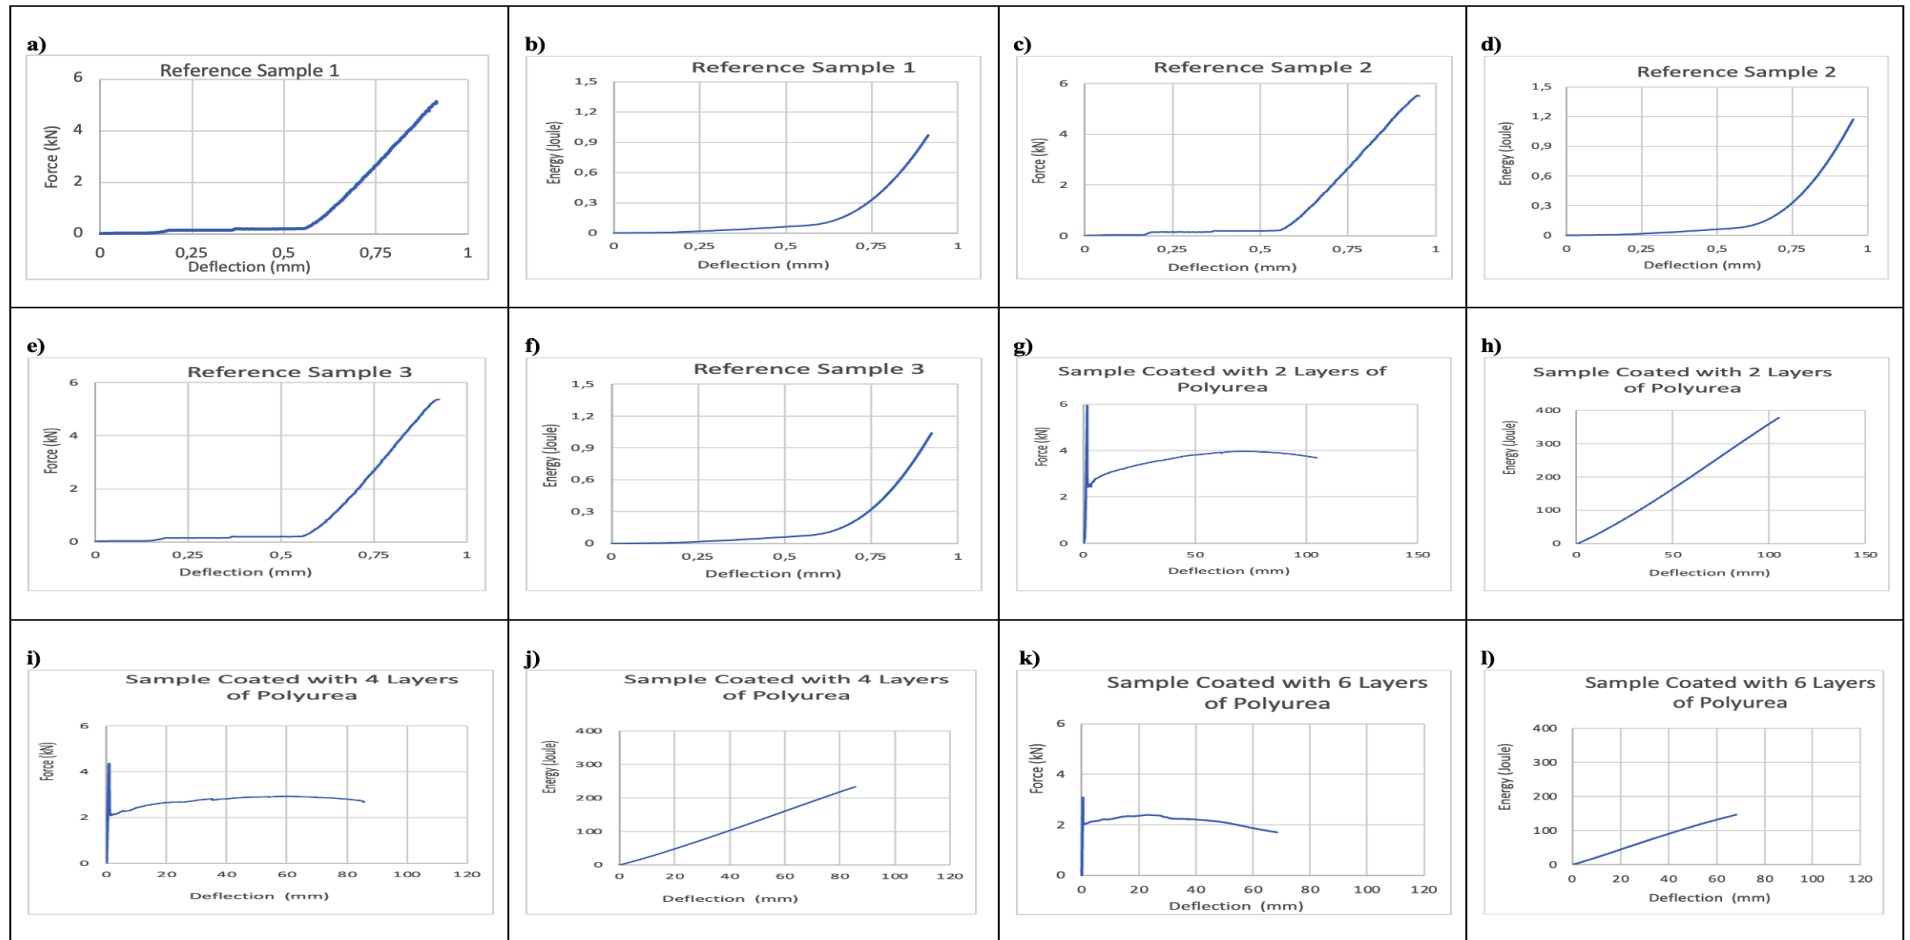 a)
Reference Sample 1
6
4
2
0
Force (kN)
0 0,25 0,5 0,75 1
Deflection (mm)
b)
Reference Sample 1
1,5
1,2
0,9
0,6
0,3
0
Energy (Joule)
0 0,25 0,5 0,75 1
Deflection (mm)
c)
Reference Sample 2
6
4
2
0
Force (kN)
0 0,25 0,5 0,75 1
Deflection (mm)
d)
Reference Sample 2
1,5
1,2
0,9
0,6
0,3
0
Energy (Joule)
0 0,25 0,5 0,75 1
Deflection (mm)
e)
Reference Sample 3
6
4
2
0
Force (kN)
0 0,25 0,5 0,75 1
Deflection (mm)
f)
Reference Sample 3
1,5
1,2
0,9
0,6
0,3
0
Energy (Joule)
0 0,25 0,5 0,75 1
Deflection (mm)
g)
Sample Coated with 2 Layers of
Polyurea
6
4
2
0
Force (kN)
0 50 100 150
Deflection (mm)
h)
Sample Coated with 2 Layers
of Polyurea
400
300
200
100
0
Energy (Joule)
0 50 100 150
Deflection (mm)
i)
Sample Coated with 4 Layers
of Polyurea
6
4
2
0
Force (kN)
0 20 40 60 80 100 120
Deflection (mm)
j)
Sample Coated with 4 Layers
of Polyurea
400
300
200
100
0
Energy (Joule)
0 20 40 60 80 100 120
Deflection (mm)
k)
Sample Coated with 6 Layers
of Polyurea
6
4
2
0
Force (kN)
0 20 40 60 80 100 120
Deflection (mm)
l)
Sample Coated with 6 Layers
of Polyurea
400
300
200
100
0
Energy (Joule)
0 20 40 60 80 100 120
Deflection (mm)